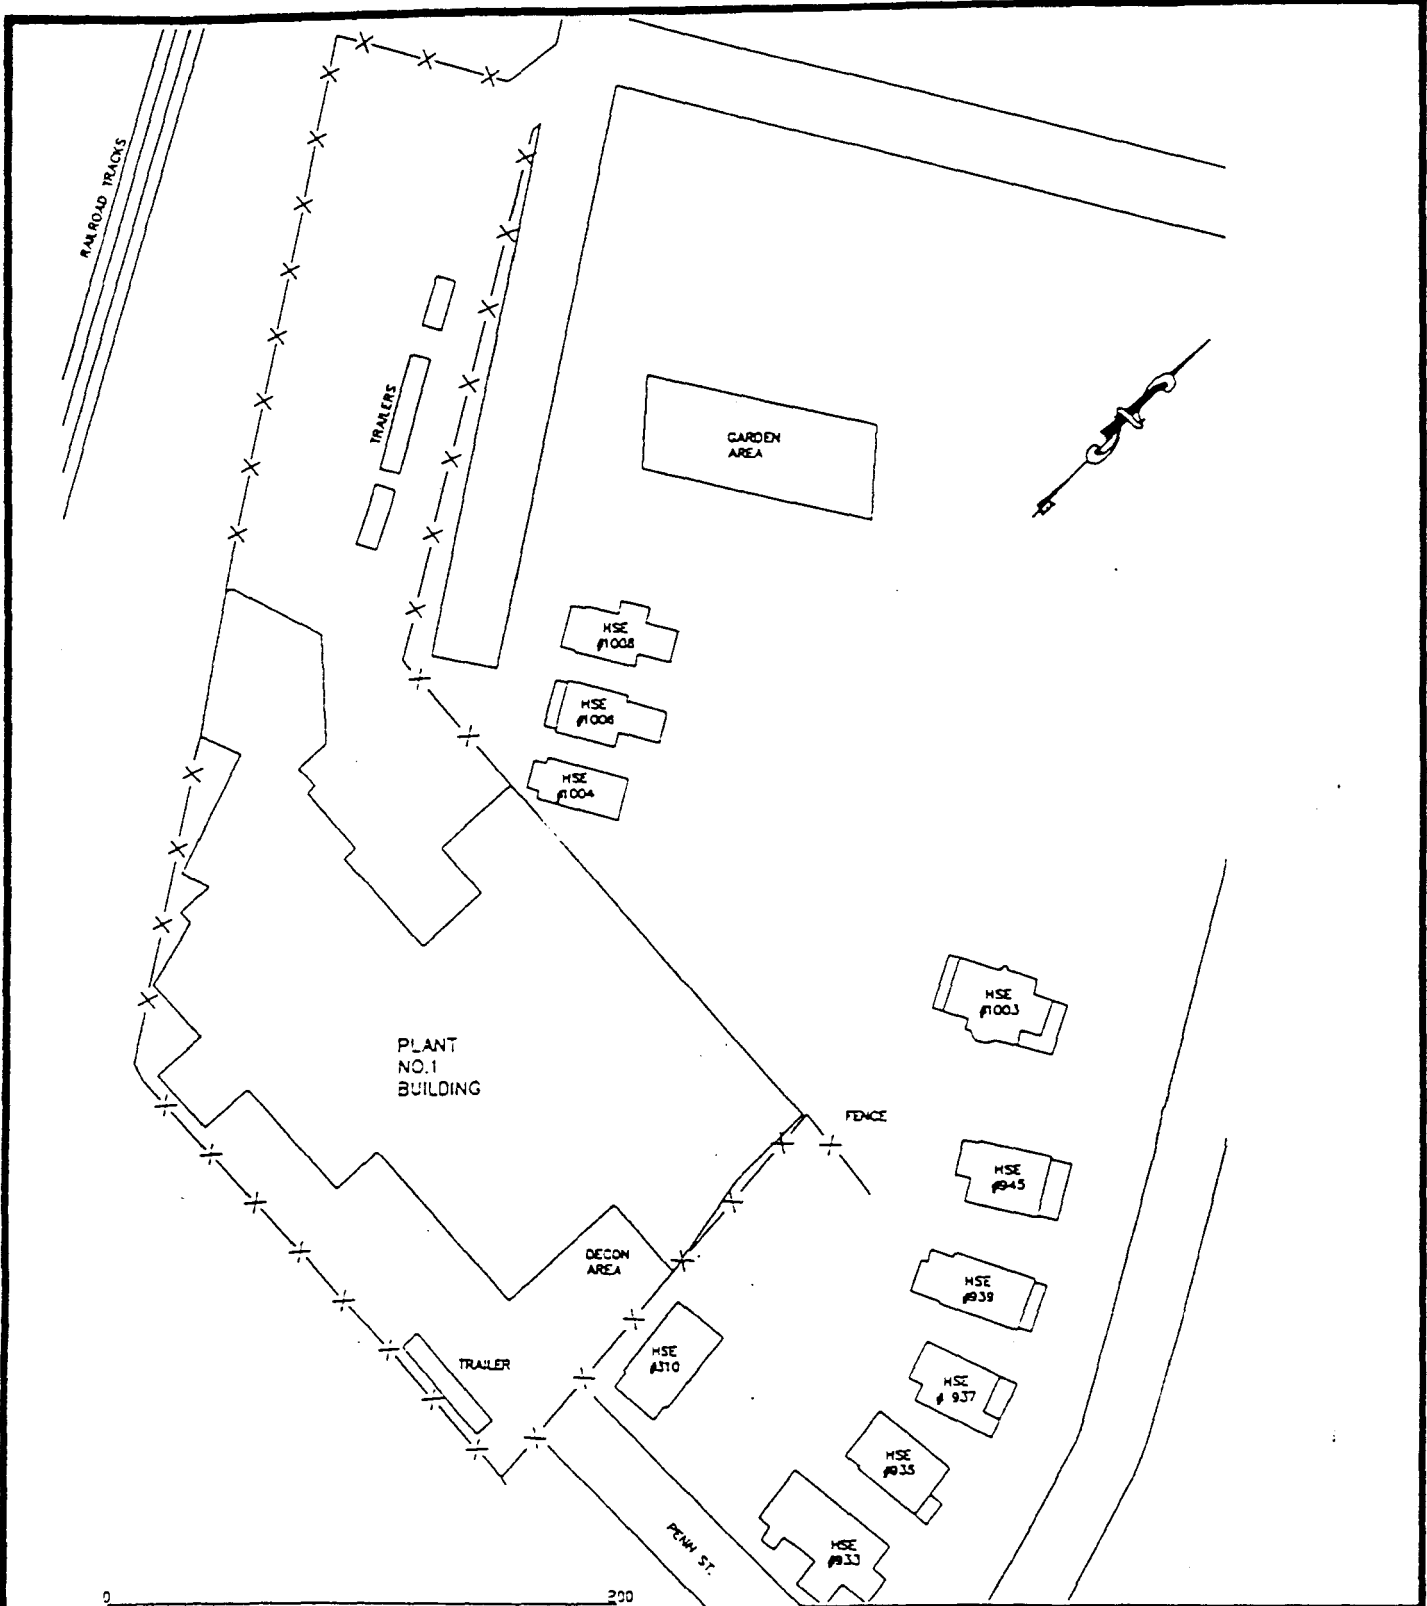 RAILROAD TRACKS
TRAILERS
GARDEN
AREA
HSE
#1008
HSE
#1006
HSE
#1004
HSE
#1003
PLANT
NO.1
BUILDING
FENCE
HSE
#945
DECON
AREA
HSE
#939
HSE
#310
TRAILER
HSE
# 937
HSE
#935
PENN ST.
HSE
#933
0 200